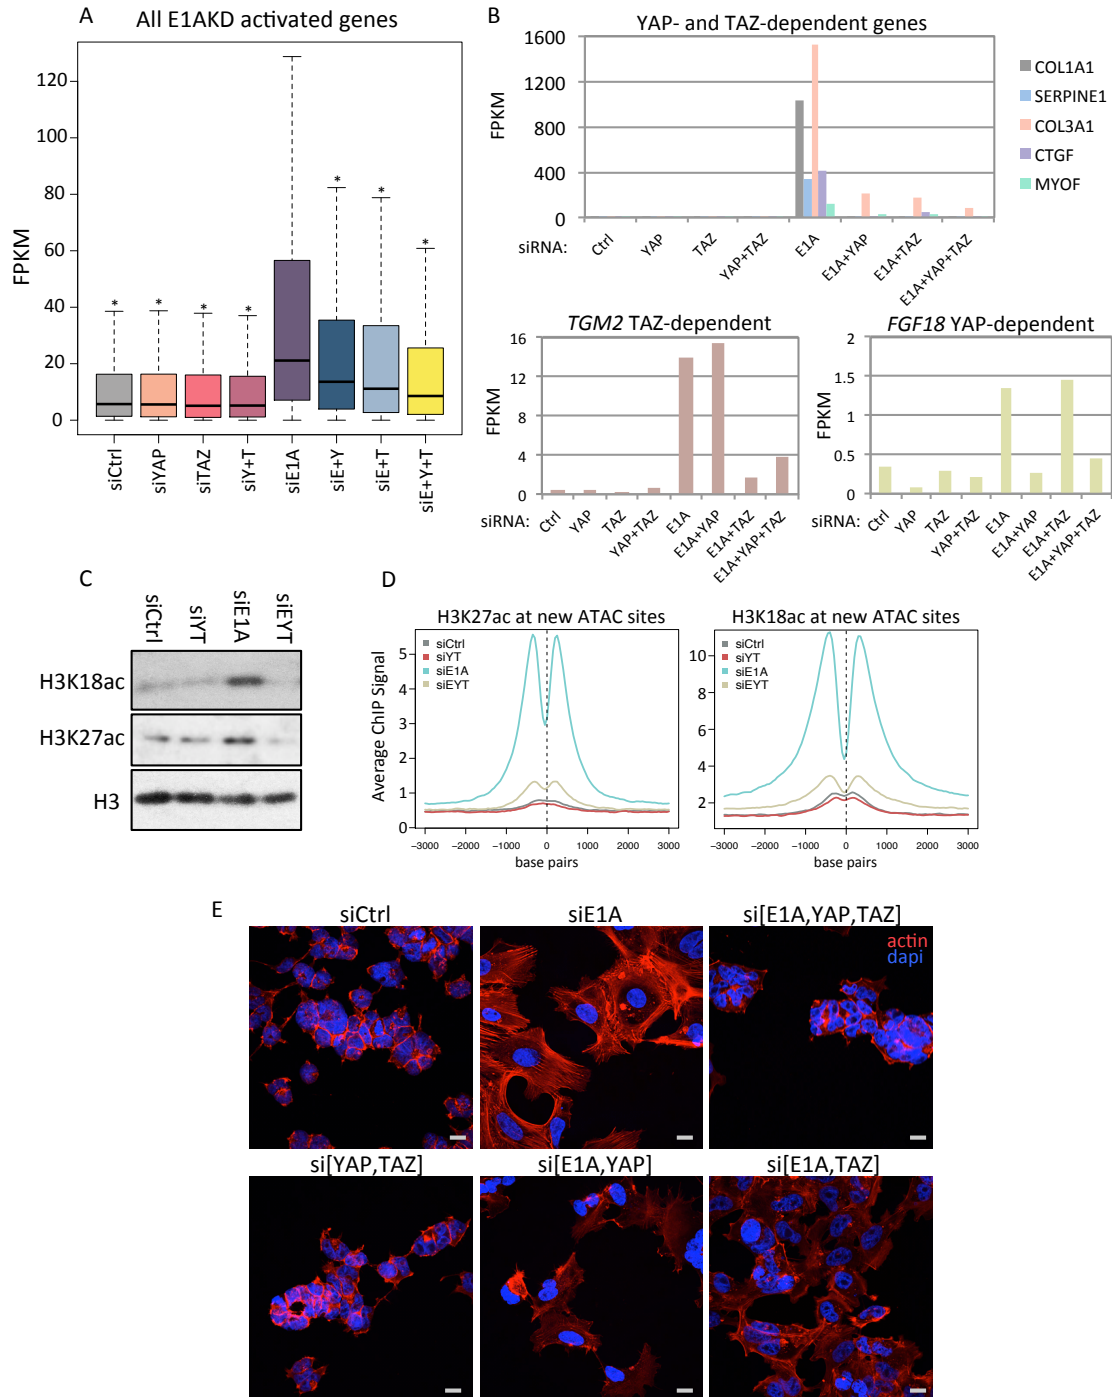 A
All E1AKD activated genes
FPKM
120
100
80
60
40
20
0
* * * * * * *
siCtrl siYAP siTAZ siY+T siE1A siE+Y siE+T siE+Y+T
B
YAP- and TAZ-dependent genes
FPKM
1600
1200
800
400
0
siRNA: Ctrl YAP TAZ YAP+TAZ E1A E1A+YAP E1A+TAZ E1A+YAP+TAZ
COL1A1
SERPINE1
COL3A1
CTGF
MYOF
TGM2 TAZ-dependent
FPKM
16
12
8
4
0
siRNA: Ctrl YAP TAZ YAP+TAZ E1A E1A+YAP E1A+TAZ E1A+YAP+TAZ
FGF18 YAP-dependent
FPKM
2
1.5
1
0.5
0
siRNA: Ctrl YAP TAZ YAP+TAZ E1A E1A+YAP E1A+TAZ E1A+YAP+TAZ
C
siCtrl siYT siE1A siEYT
H3K18ac
H3K27ac
H3
D
H3K27ac at new ATAC sites
Average ChIP Signal
5
4
3
2
1
0
siCtrl
siYT
siE1A
siEYT
−3000 −2000 −1000 0 1000 2000 3000
base pairs
H3K18ac at new ATAC sites
10
8
6
4
2
siCtrl
siYT
siE1A
siEYT
−3000 −2000 −1000 0 1000 2000 3000
base pairs
E
siCtrl siE1A si[E1A,YAP,TAZ]
actin
dapi
si[YAP,TAZ] si[E1A,YAP] si[E1A,TAZ]